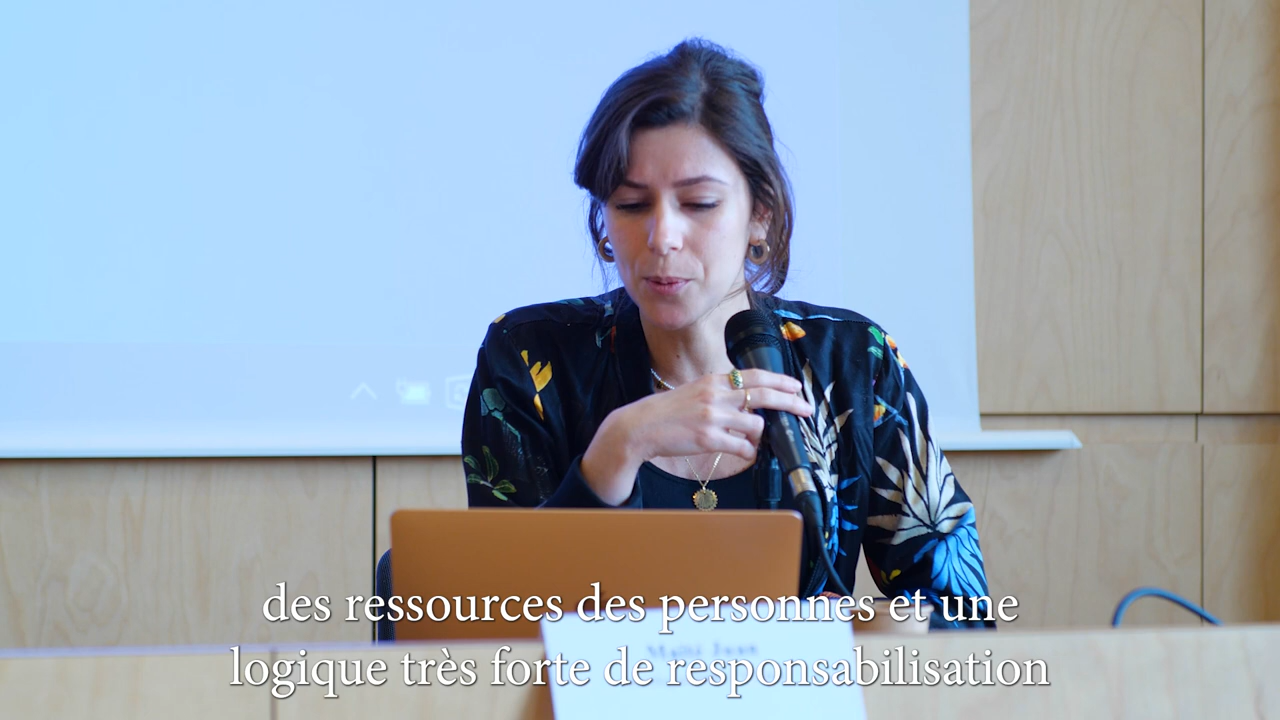 des ressources des personnes et une
logique très forte de responsabilisation